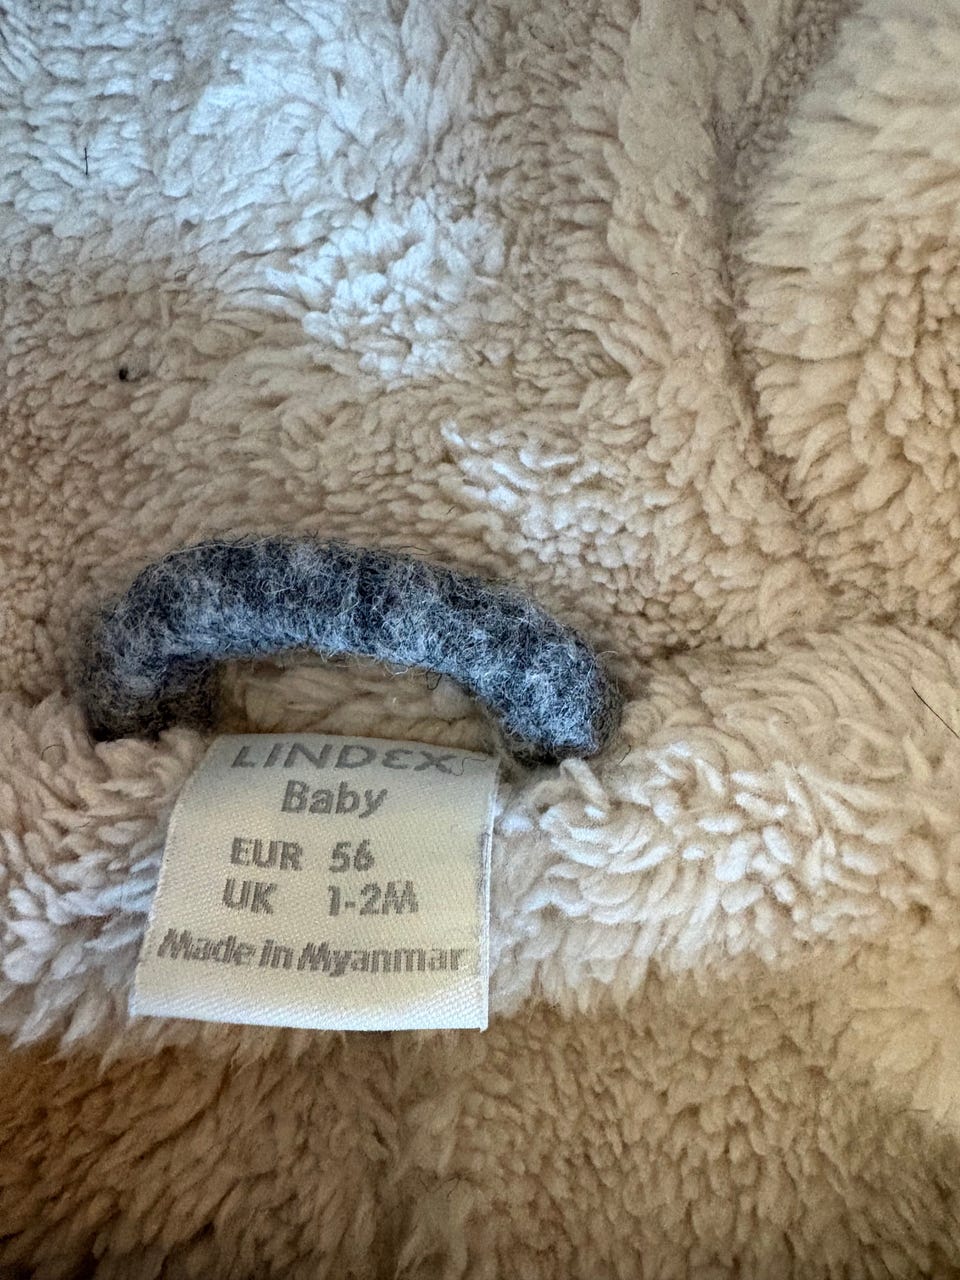 LINDEX
Baby
EUR 56
UK 1-2M
Made in Myanmar